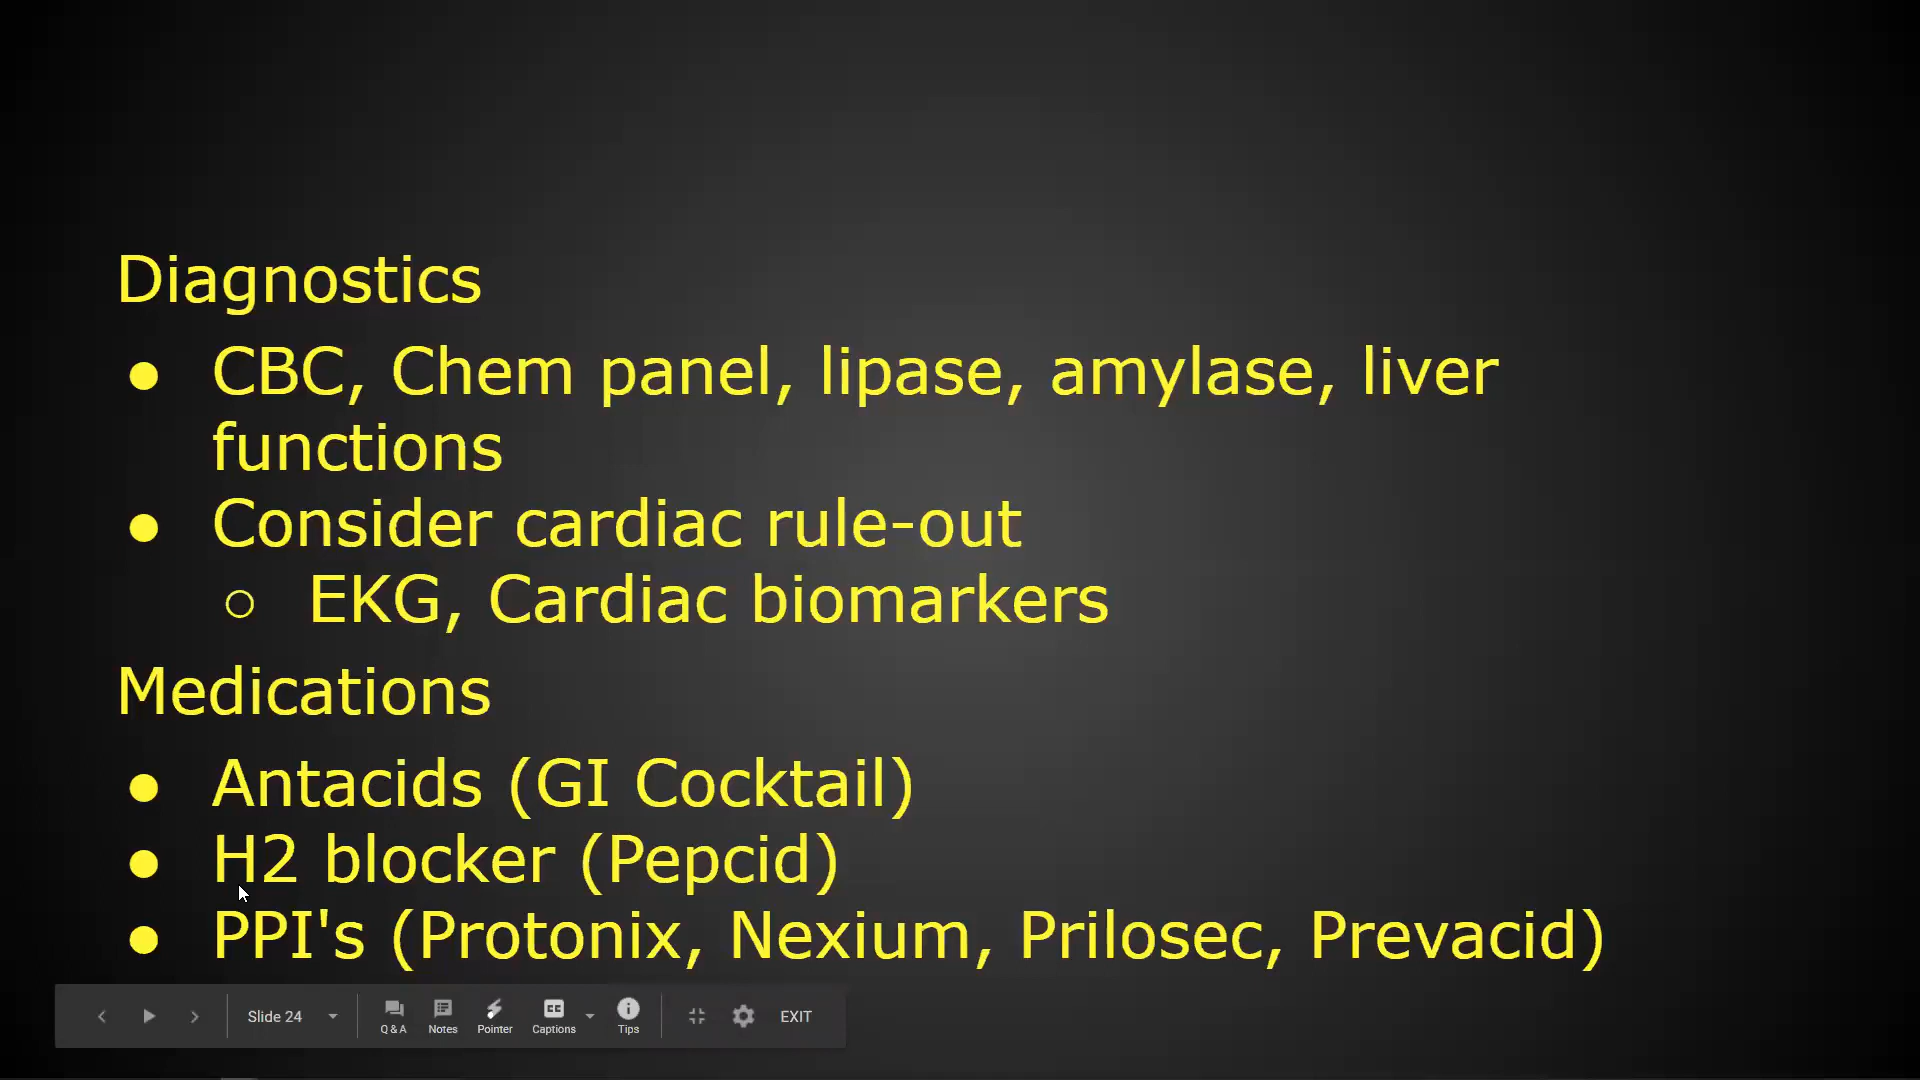 Diagnostics
● CBC, Chem panel, lipase, amylase, liver
functions
● Consider cardiac rule-out
○ EKG, Cardiac biomarkers
Medications
● Antacids (GI Cocktail)
● H2 blocker (Pepcid)
● PPI's (Protonix, Nexium, Prilosec, Prevacid)
Slide 24 Q & A Notes Pointer CC Captions Tips EXIT